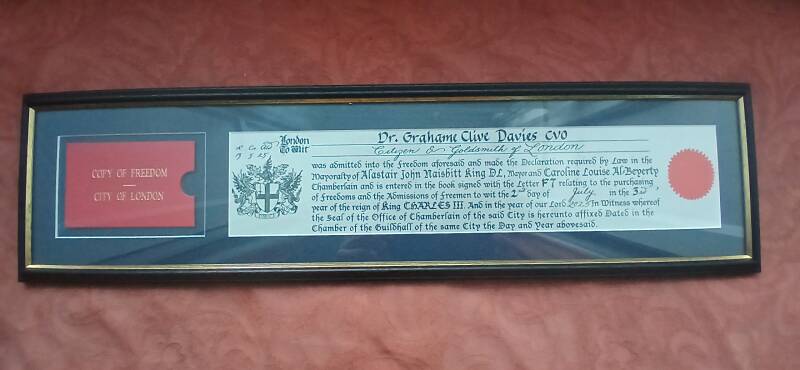 COPY OF FREEDOM
CITY OF LONDON
London
To Wit
Dr. Grahame Clive Davies CVO
Citizen & Goldsmith of London
was admitted into the Freedom aforesaid and made the Declaration required by Law in the
Mayoralty of Alastair John Naisbitt King DL, Mayor and Caroline Louise Al-Beyerty
Chamberlain and is entered in the book signed with the Letter F7 relating to the purchasing
of Freedoms and the Admissions of Freemen to wit the 2nd day of July in the 3rd
year of the reign of King CHARLES III. And in the year of our Lord 2025 In Witness whereof
the Seal of the Office of Chamberlain of the said City is hereunto affixed Dated in the
Chamber of the Guildhall of the same City the Day and Year abovesaid.